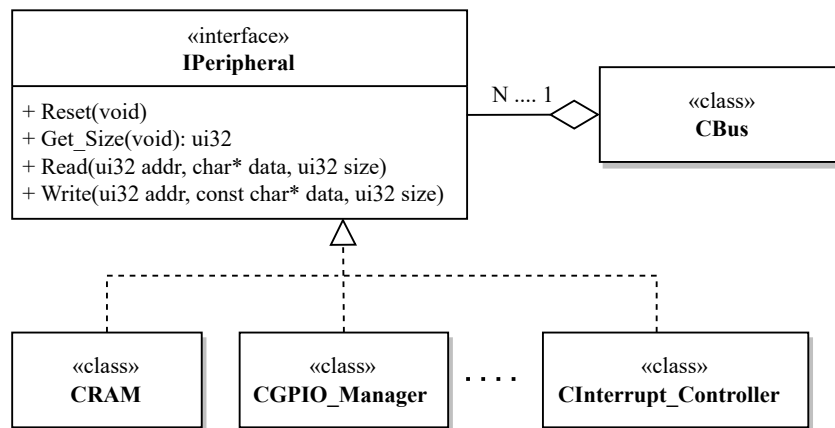 «interface»
IPeripheral
+ Reset(void)
+ Get_Size(void): ui32
+ Read(ui32 addr, char* data, ui32 size)
+ Write(ui32 addr, const char* data, ui32 size)
N .... 1
«class»
CBus
«class»
CRAM
«class»
CGPIO_Manager
. . . .
«class»
CInterrupt_Controller